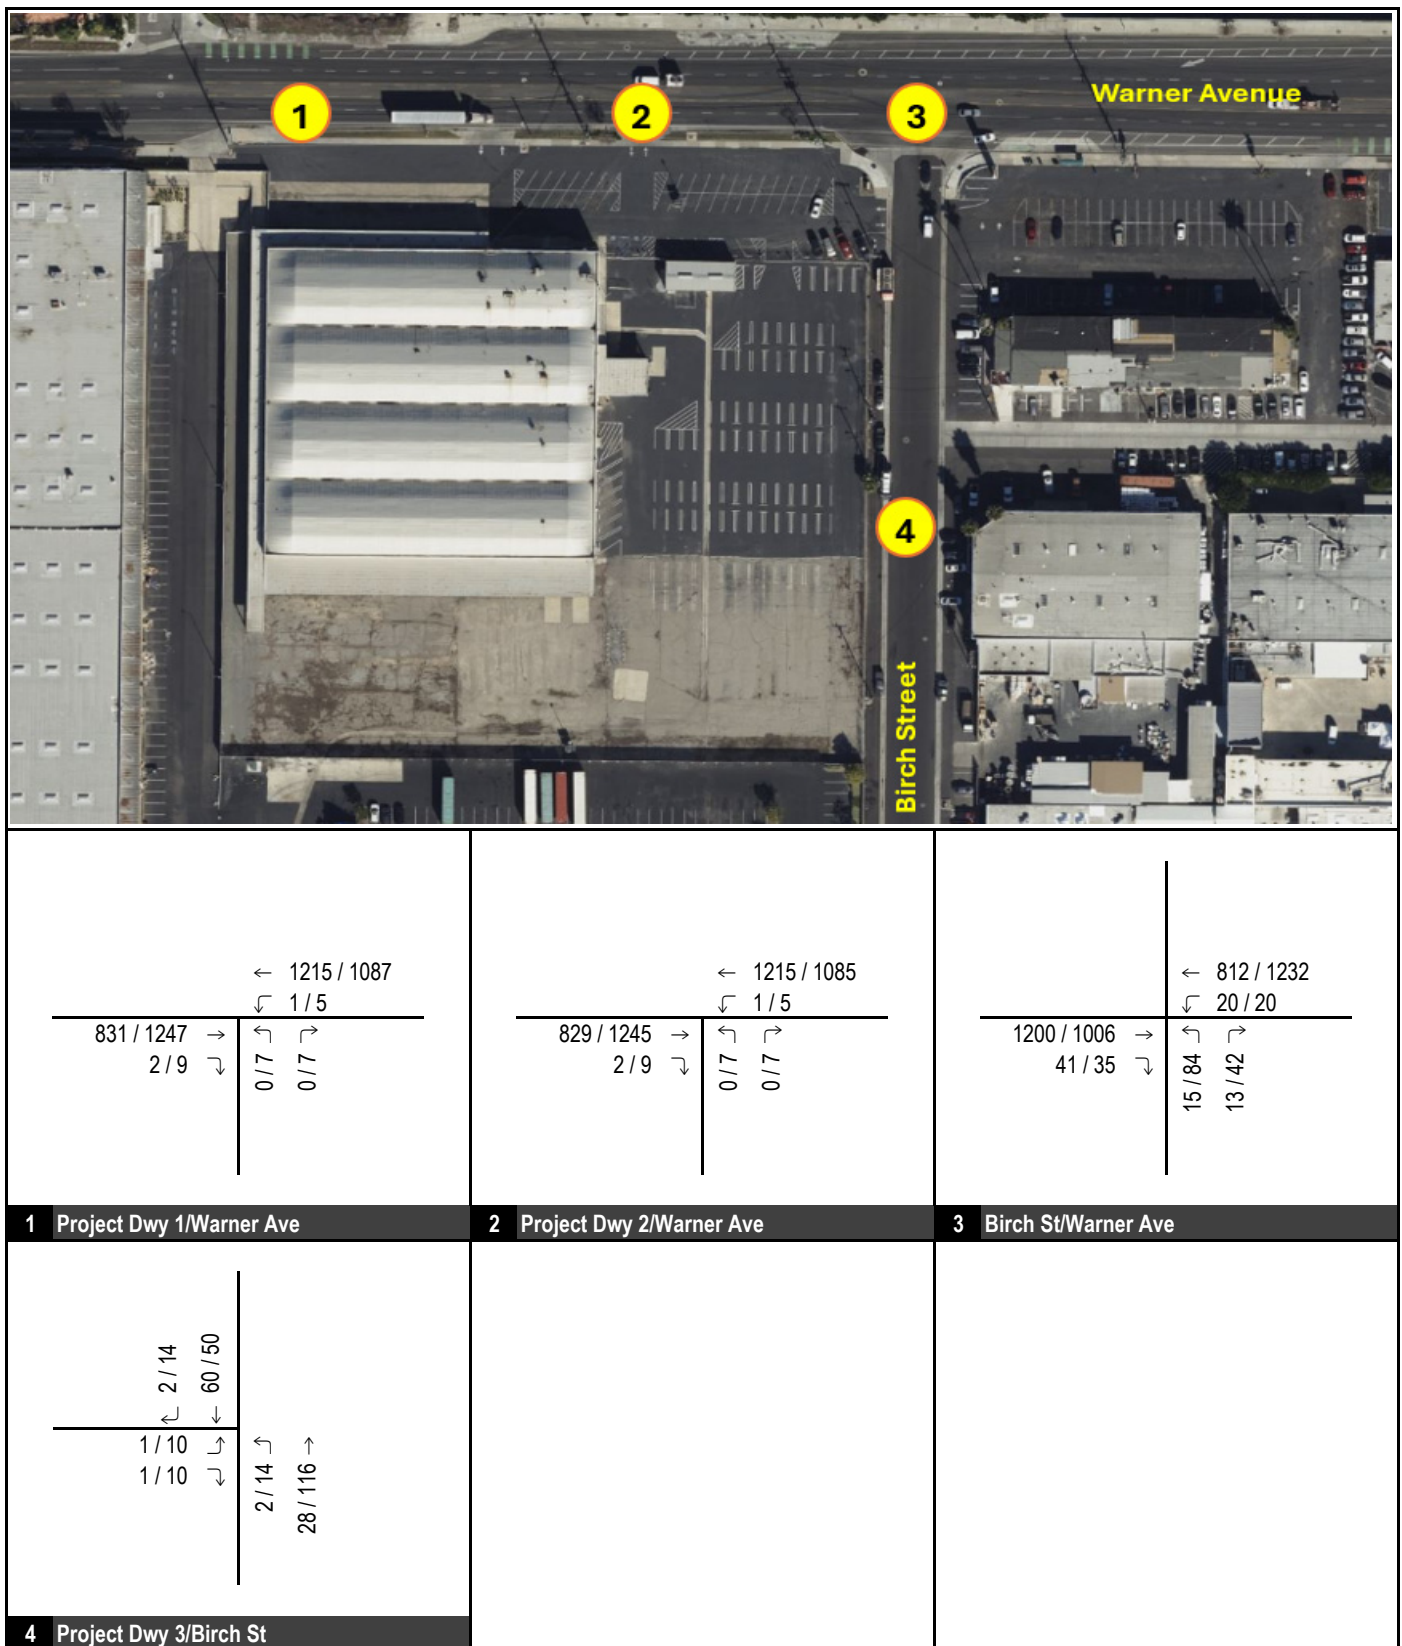 Warner Avenue
1
2
3
4
Birch Street
← 1215 / 1087
1 / 5
831 / 1247 →
2 / 9
0 / 7
0 / 7
1 Project Dwy 1/Warner Ave
← 1215 / 1085
1 / 5
829 / 1245 →
2 / 9
0 / 7
0 / 7
2 Project Dwy 2/Warner Ave
← 812 / 1232
20 / 20
1200 / 1006 →
41 / 35
15 / 84
13 / 42
3 Birch St/Warner Ave
2 / 14
60 / 50
1 / 10
1 / 10
2 / 14
28 / 116
4 Project Dwy 3/Birch St